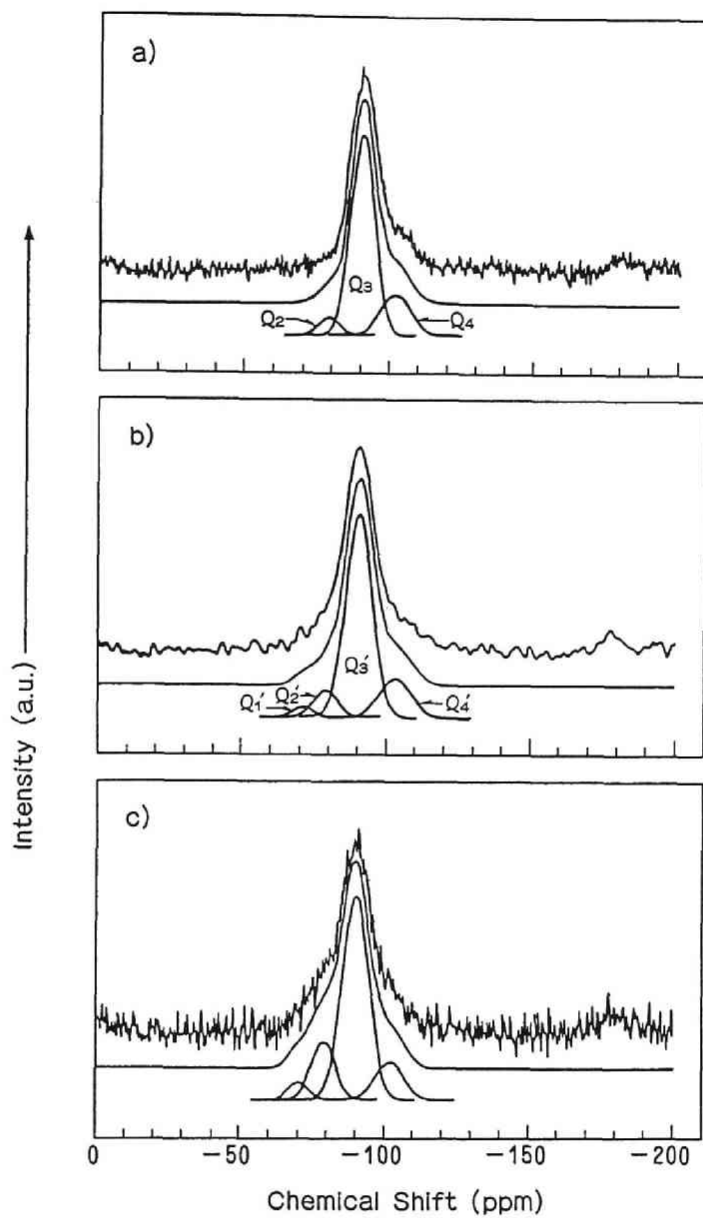 a)
Q3
Q2
Q4
b)
Q3′
Q2′
Q1′
Q4′
c)
Intensity (a.u.)
0 −50 −100 −150 −200
Chemical Shift (ppm)